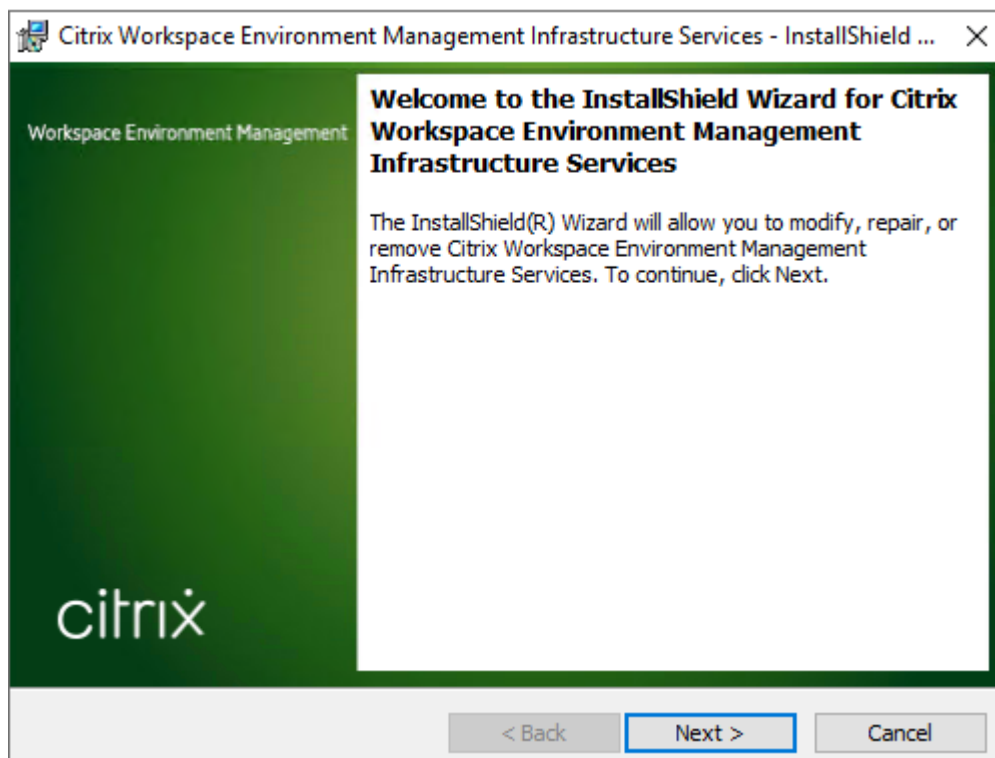 Citrix Workspace Environment Management Infrastructure Services - InstallShield ...
Workspace Environment Management
Welcome to the InstallShield Wizard for Citrix
Workspace Environment Management
Infrastructure Services
The InstallShield(R) Wizard will allow you to modify, repair, or
remove Citrix Workspace Environment Management
Infrastructure Services. To continue, click Next.
citrix
< Back
Next >
Cancel